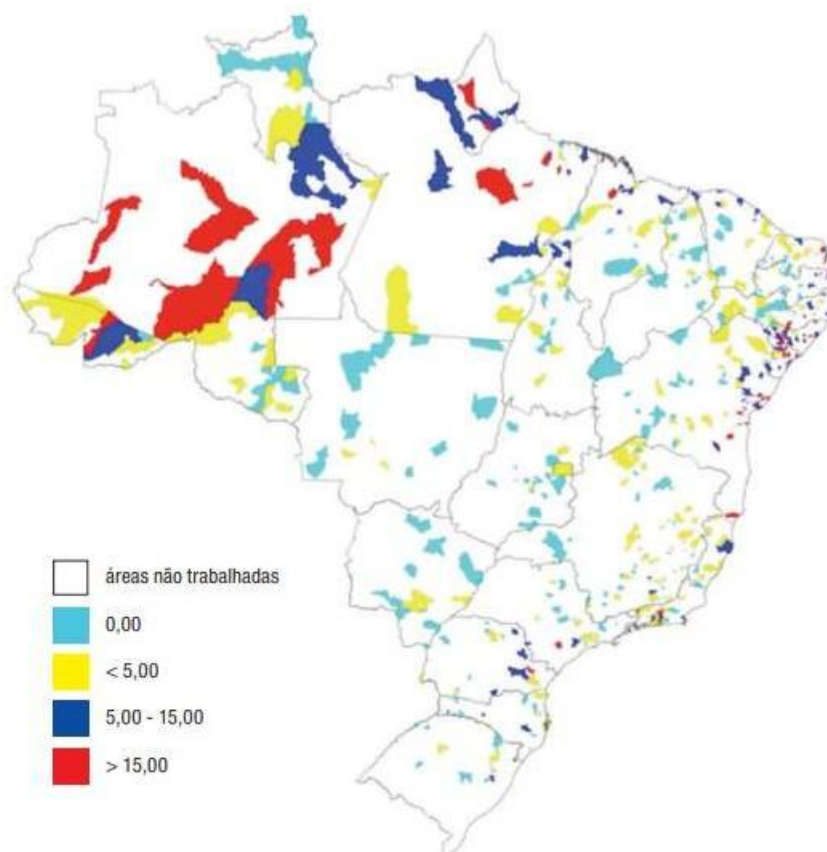 áreas não trabalhadas
0,00
< 5,00
5,00 - 15,00
> 15,00